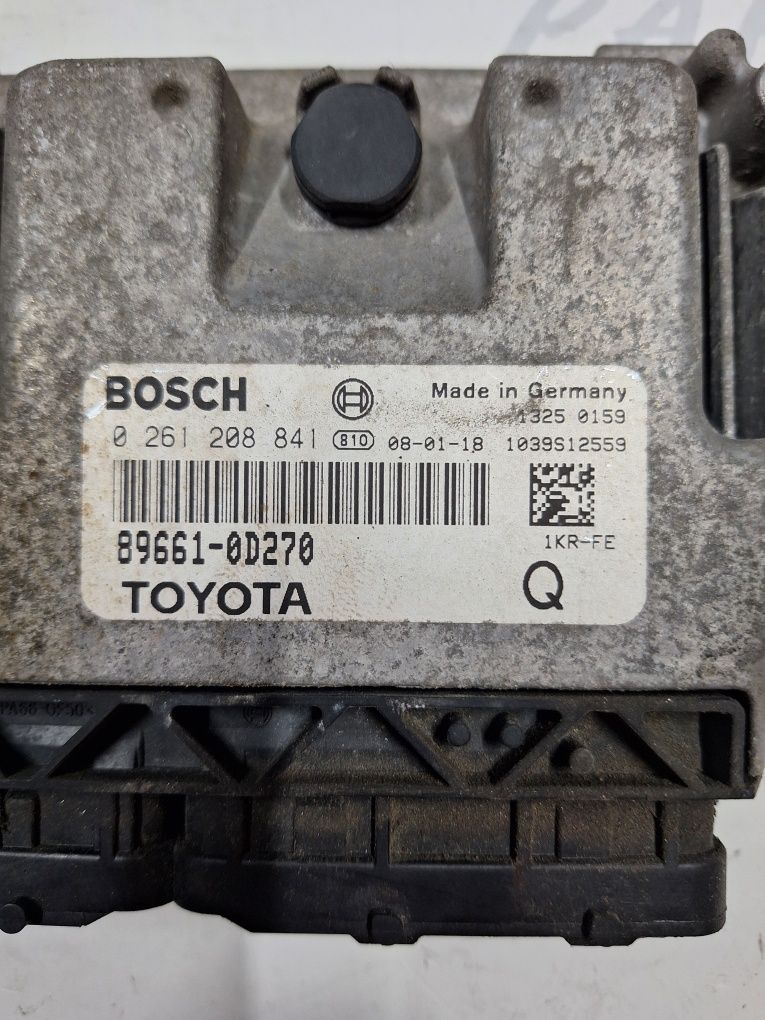 BOSCH Made in Germany
1325 0159
0 261 208 841 810 08-01-18 1039S12559
89661-0D270 1KR-FE
TOYOTA Q